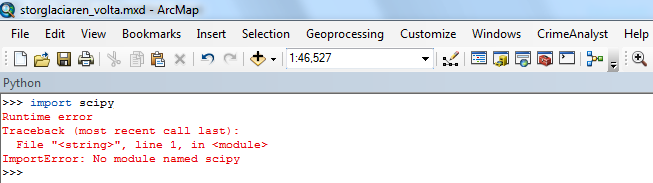 storglaciaren_volta.mxd - ArcMap
File Edit View Bookmarks Insert Selection Geoprocessing Customize Windows CrimeAnalyst Help
1:46,527
Python
>>> import scipy
Runtime error
Traceback (most recent call last):
  File "<string>", line 1, in <module>
ImportError: No module named scipy
>>>